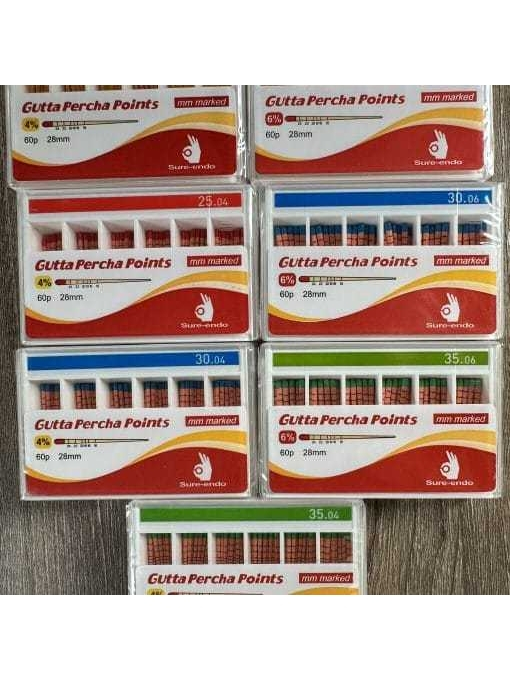 Gutta Percha Points mm marked
4%
60p 28mm
Sure-endo
Gutta Percha Points mm marked
6%
60p 28mm
Sure-endo
25.04
Gutta Percha Points mm marked
4%
60p 28mm
Sure-endo
30.06
Gutta Percha Points mm marked
6%
60p 28mm
Sure-endo
30.04
Gutta Percha Points mm marked
4%
60p 28mm
Sure-endo
35.06
Gutta Percha Points mm marked
6%
60p 28mm
Sure-endo
35.04
Gutta Percha Points mm marked
4%